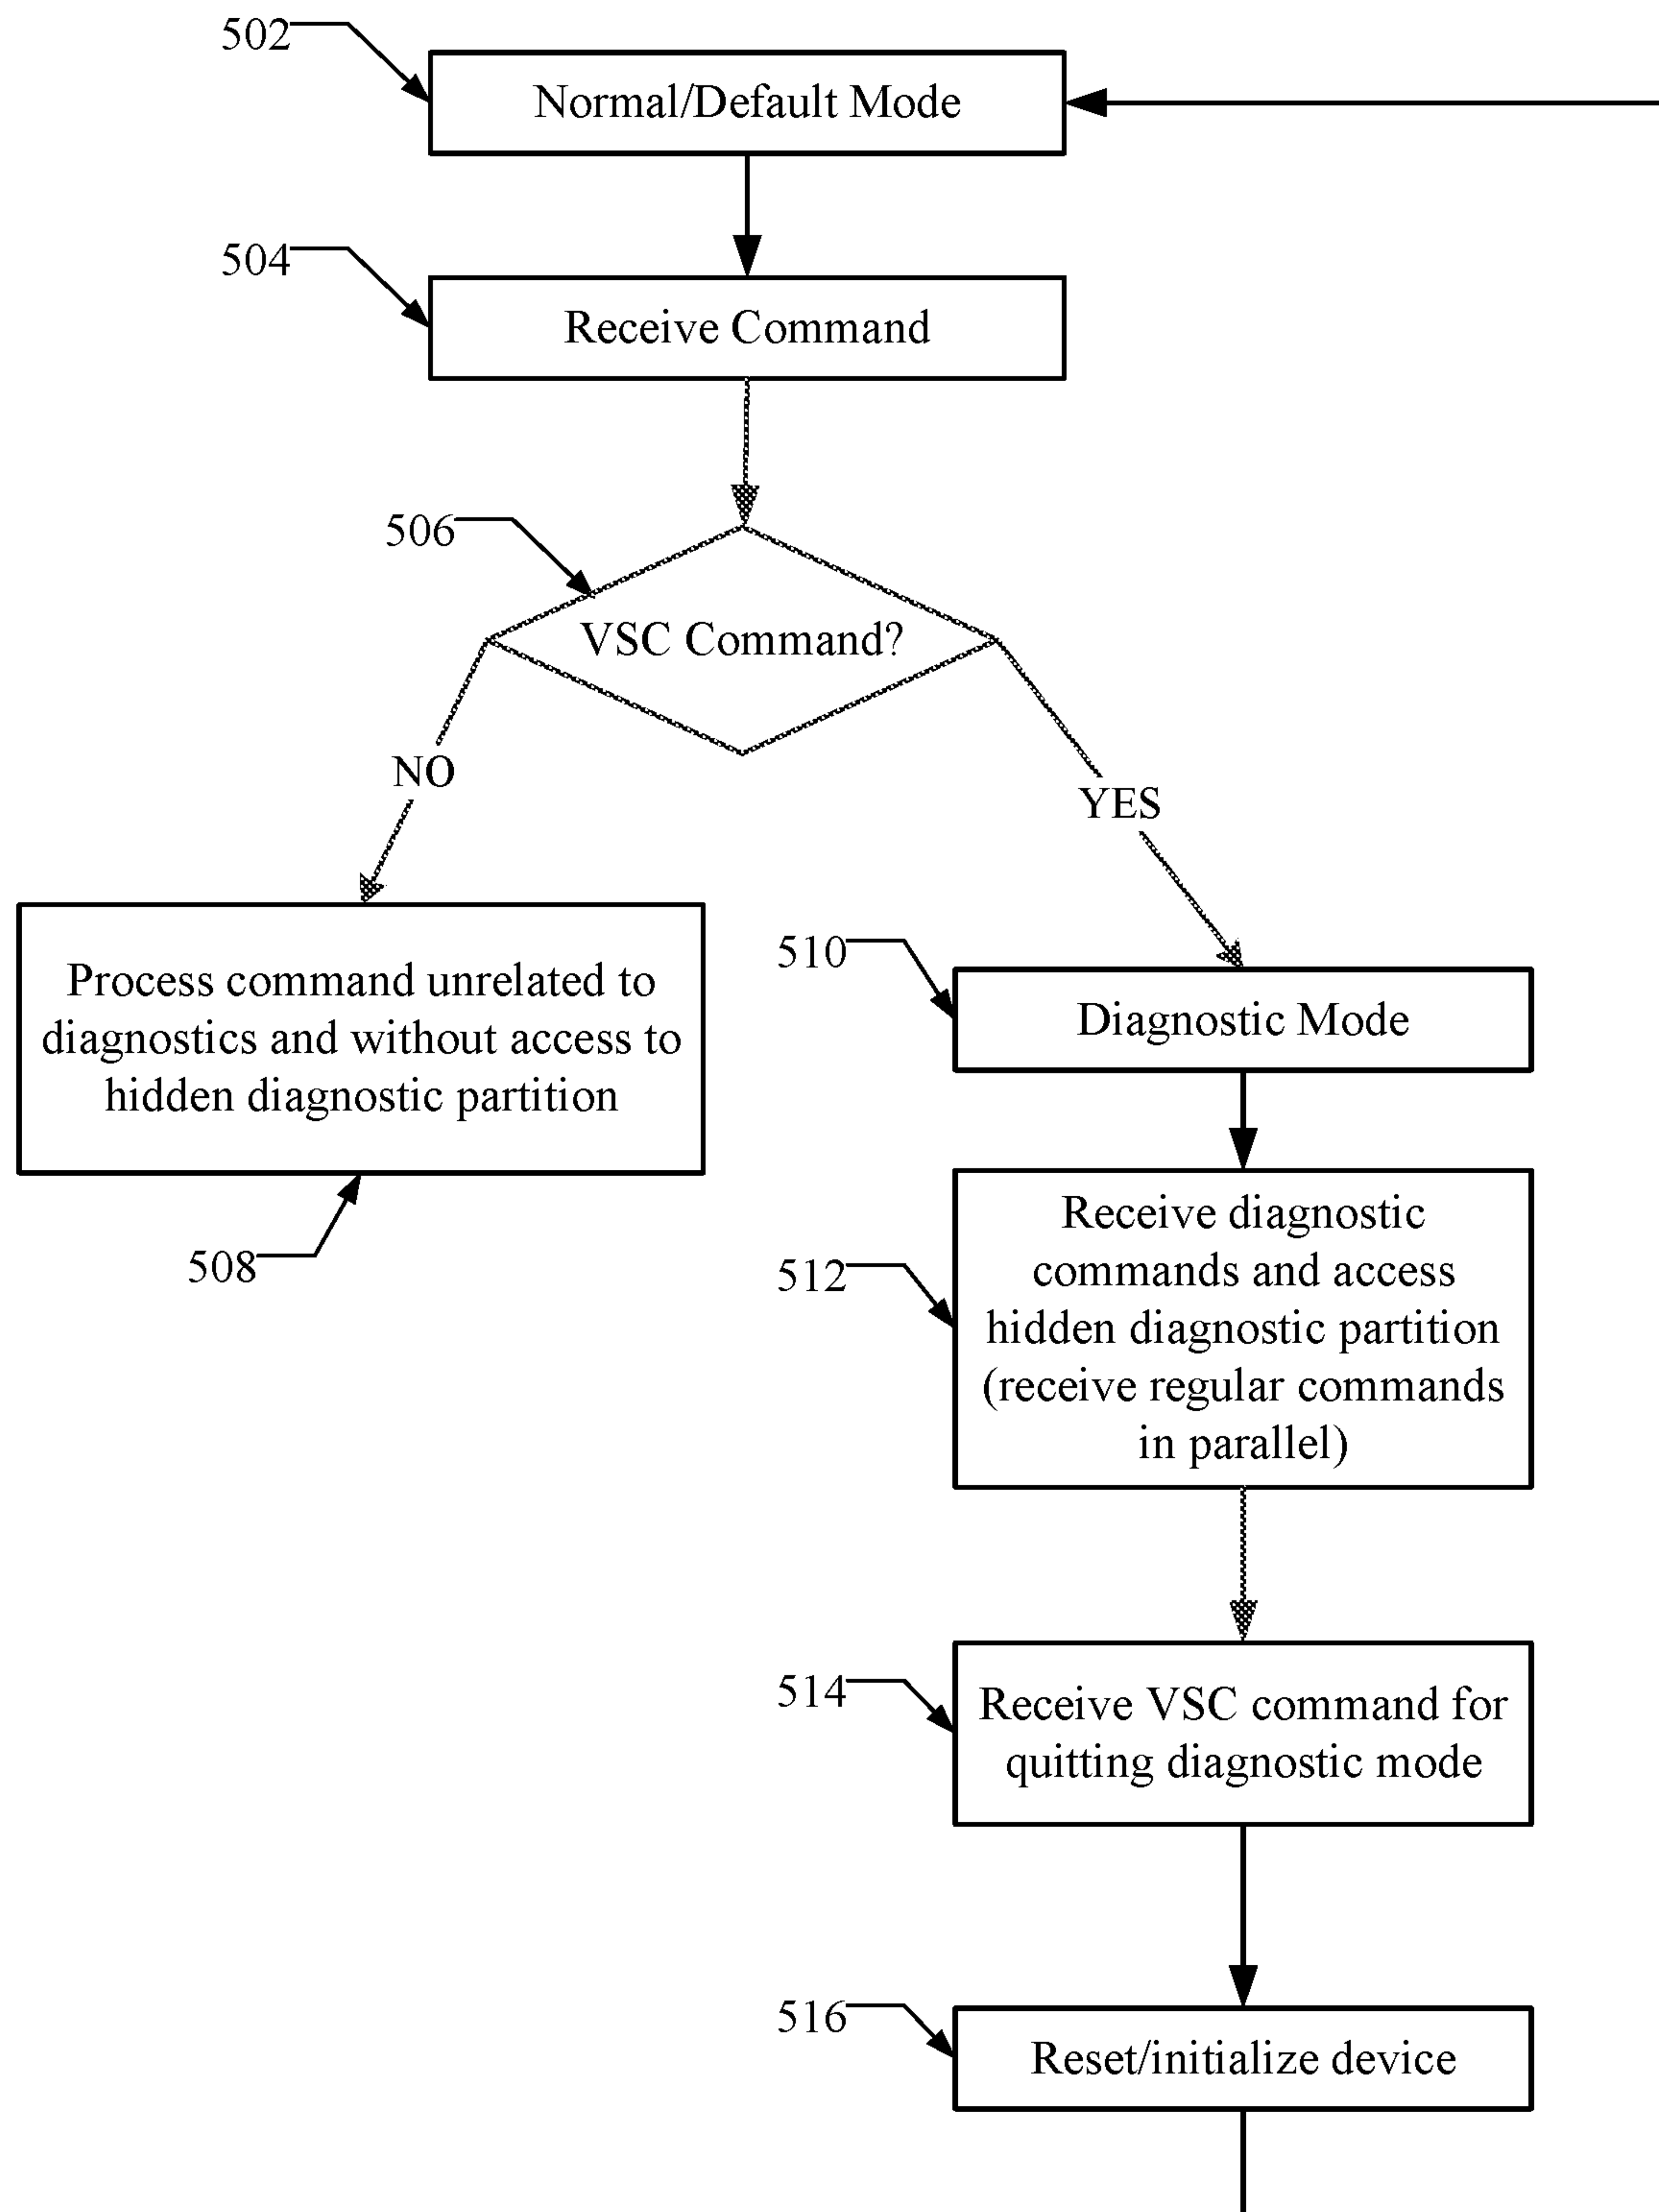 502
Normal/Default Mode
504
Receive Command
506
VSC Command?
NO
YES
Process command unrelated to
diagnostics and without access to
hidden diagnostic partition
508
510
Diagnostic Mode
512
Receive diagnostic
commands and access
hidden diagnostic partition
(receive regular commands
in parallel)
514
Receive VSC command for
quitting diagnostic mode
516
Reset/initialize device